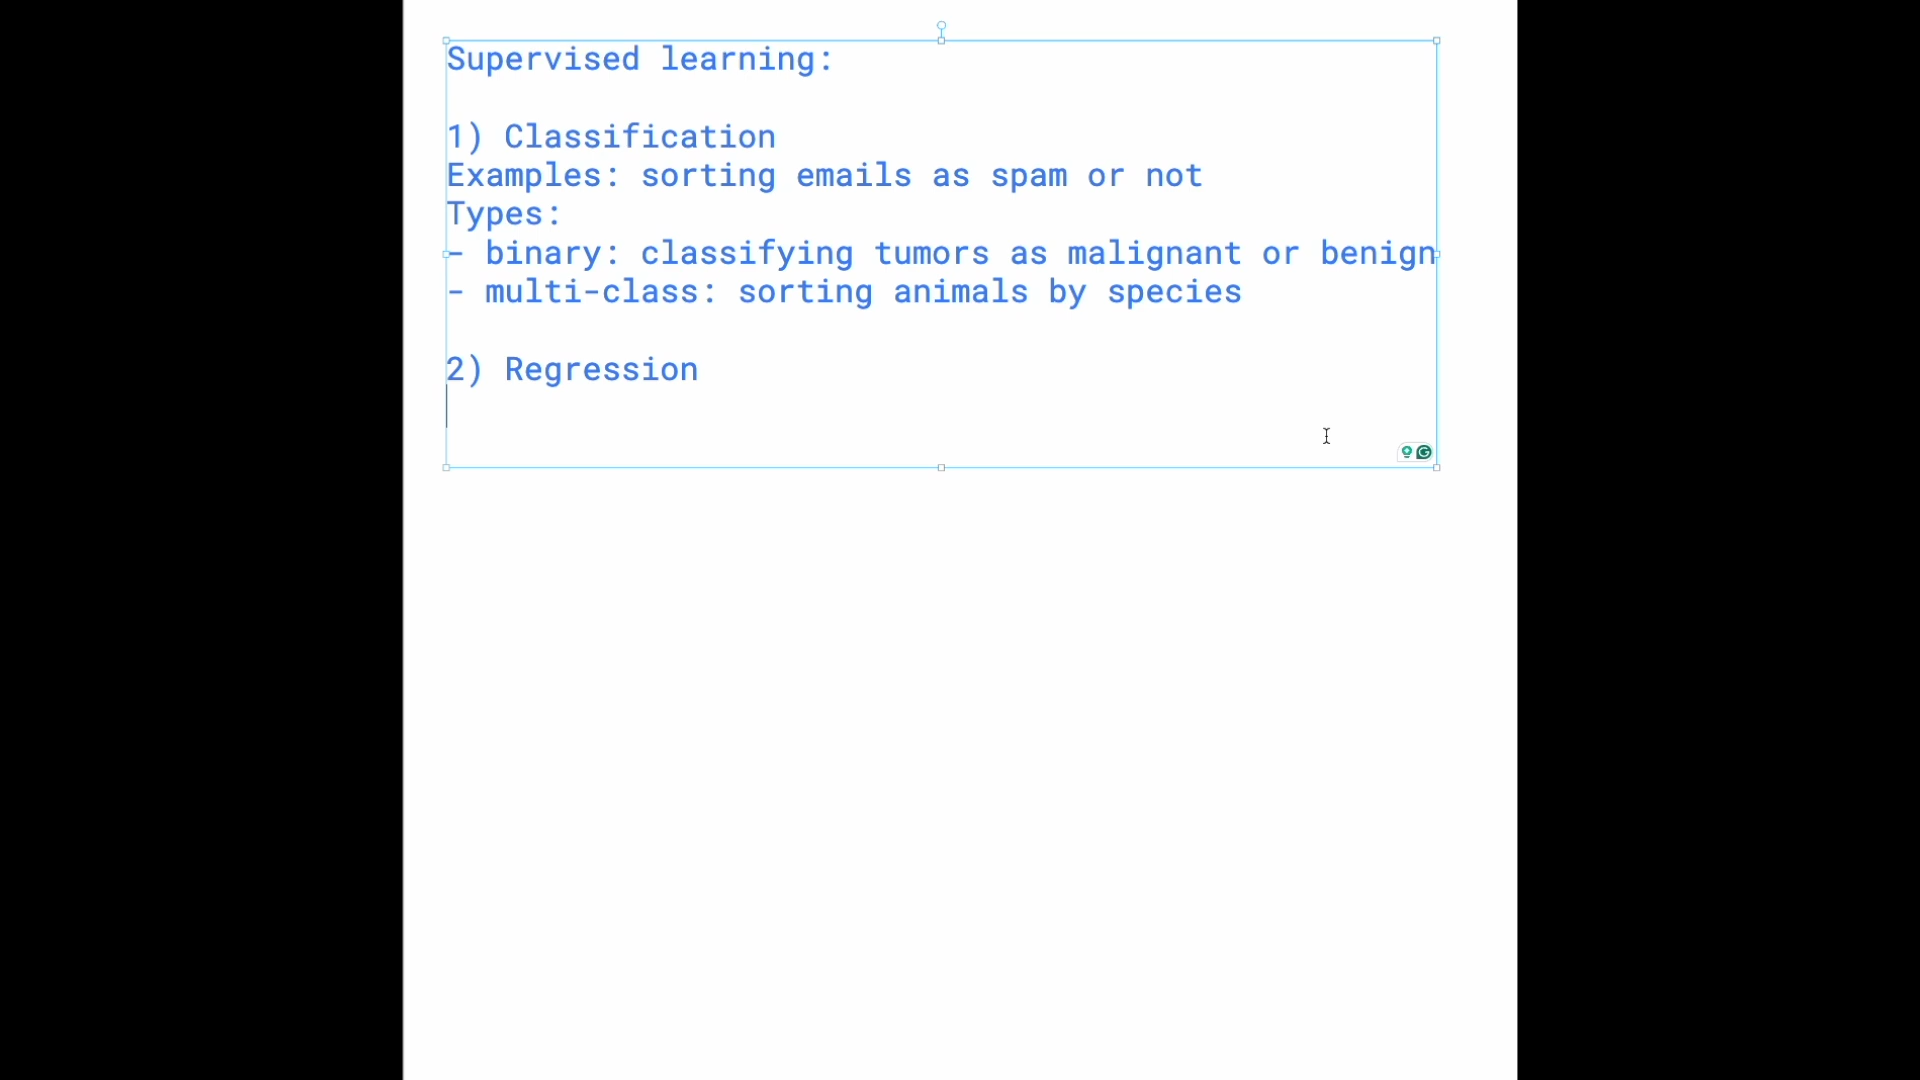 Supervised learning:
1) Classification
Examples: sorting emails as spam or not
Types:
- binary: classifying tumors as malignant or benign
- multi-class: sorting animals by species
2) Regression